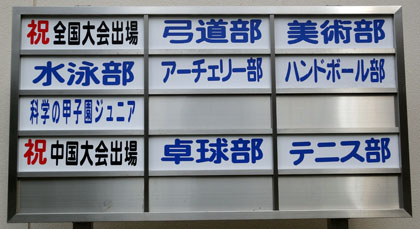 祝 全国大会出場 弓道部 美術部
水泳部 アーチェリー部 ハンドボール部
科学の甲子園ジュニア
祝 中国大会出場 卓球部 テニス部